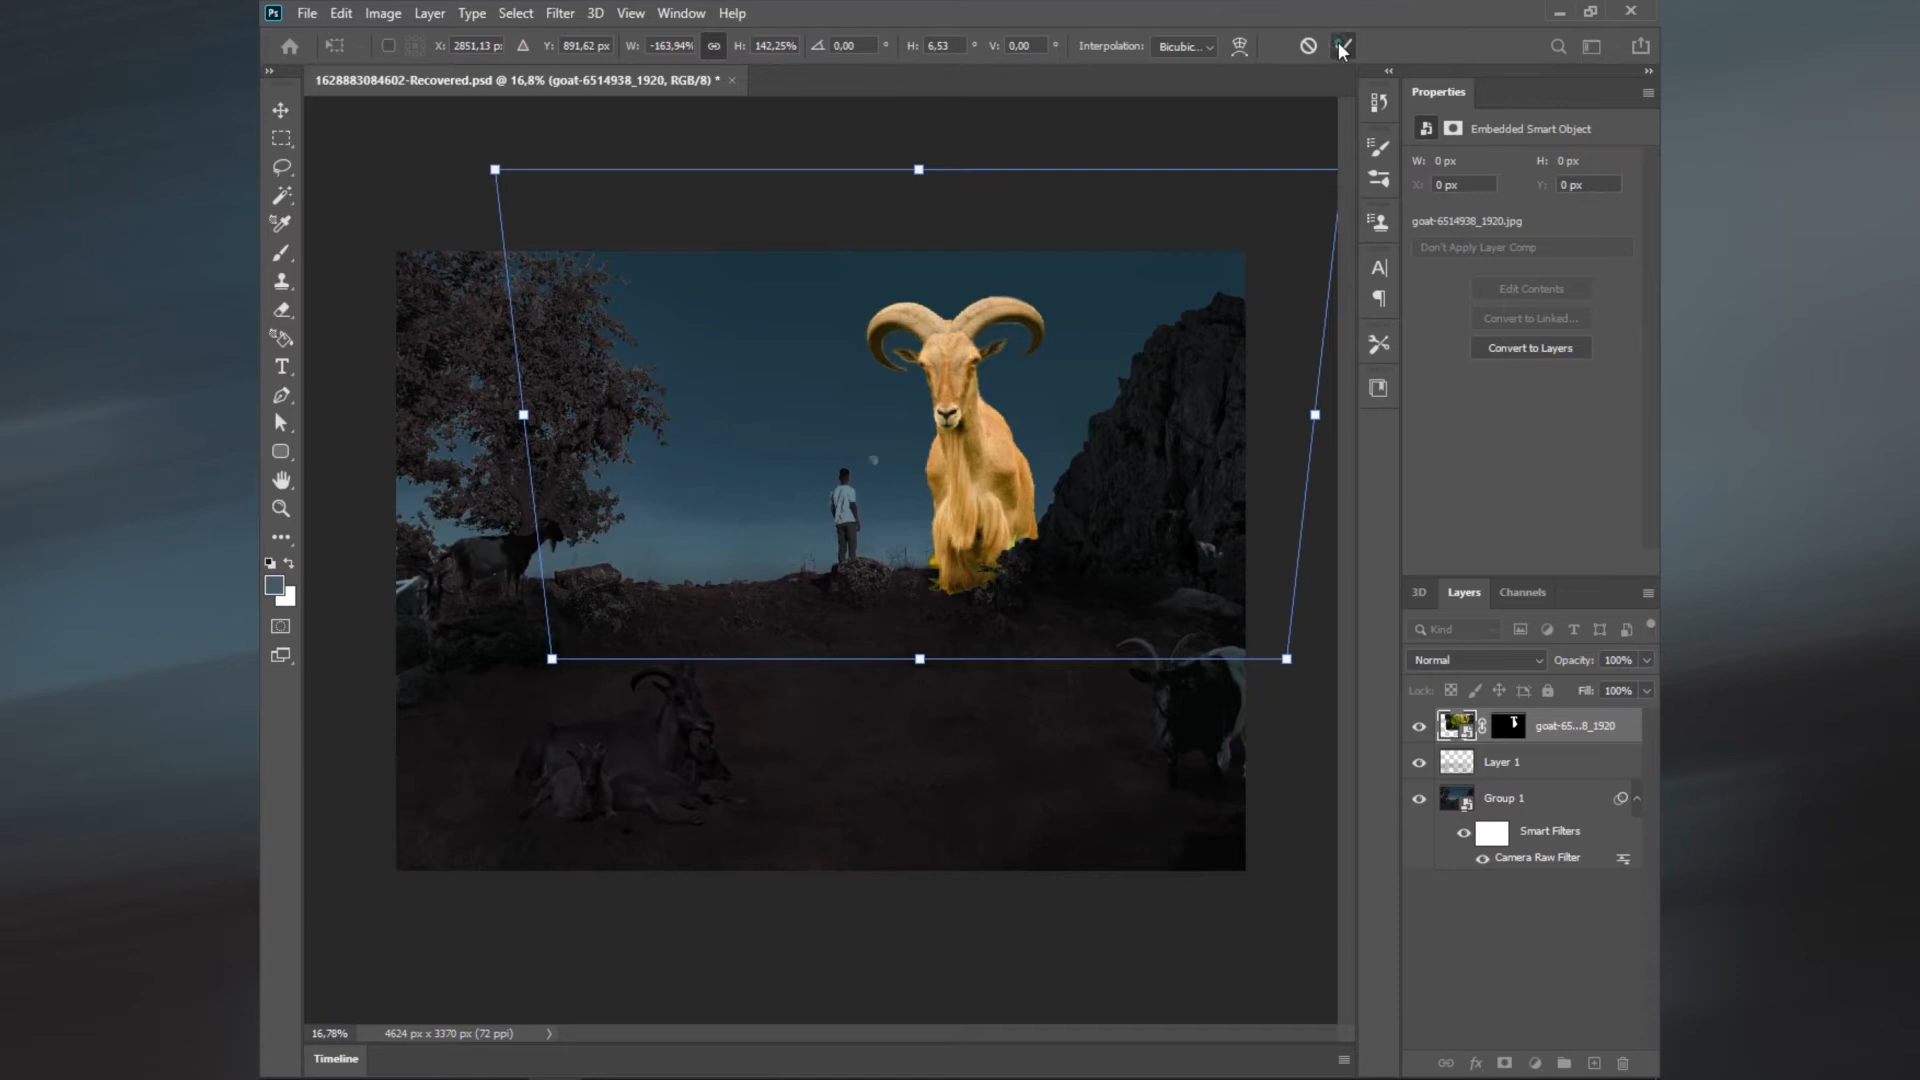 Ps File Edit Image Layer Type Select Filter 3D View Window Help
X: 2851,13 p: Y: 891,62 px W: -163,94% H: 142,25% 0,00 ° H: 6,53 ° V: 0,00 ° Interpolation: Bicubic...
1628883084602-Recovered.psd @ 16,8% (goat-6514938_1920, RGB/8) * ×
Properties
Embedded Smart Object
W: 0 px H: 0 px
X: 0 px Y: 0 px
goat-6514938_1920.jpg
Don't Apply Layer Comp
Edit Contents
Convert to Linked...
Convert to Layers
3D Layers Channels
Kind
Normal Opacity: 100%
Lock: Fill: 100%
goat-65...8_1920
Layer 1
Group 1
Smart Filters
Camera Raw Filter
16,78% 4624 px x 3370 px (72 ppi)
Timeline